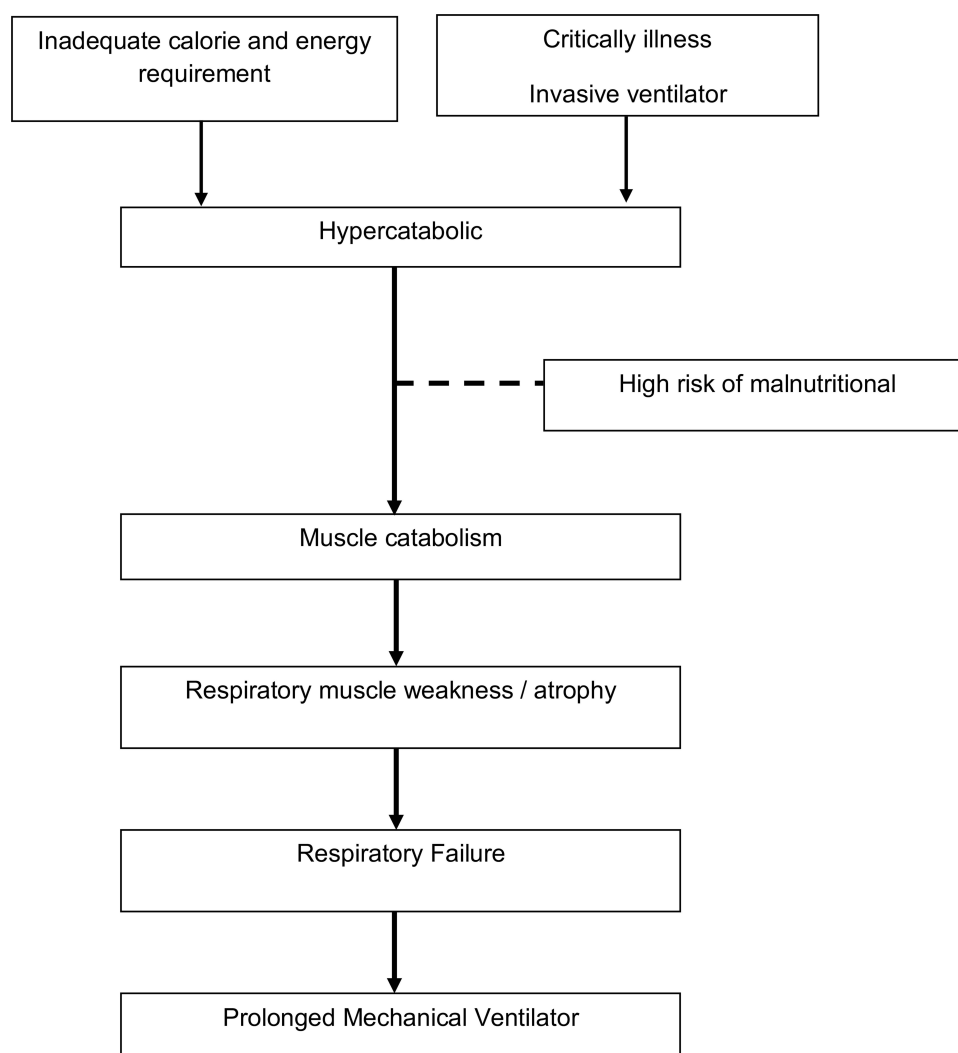 Inadequate calorie and energy
requirement
Critically illness
Invasive ventilator
Hypercatabolic
High risk of malnutritional
Muscle catabolism
Respiratory muscle weakness / atrophy
Respiratory Failure
Prolonged Mechanical Ventilator